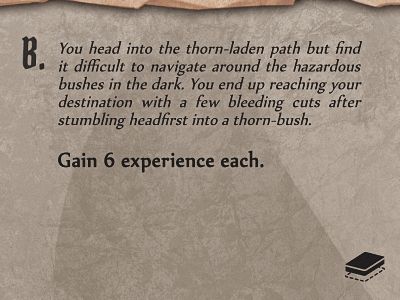 B. You head into the thorn-laden path but find
it difficult to navigate around the hazardous
bushes in the dark. You end up reaching your
destination with a few bleeding cuts after
stumbling headfirst into a thorn-bush.
Gain 6 experience each.